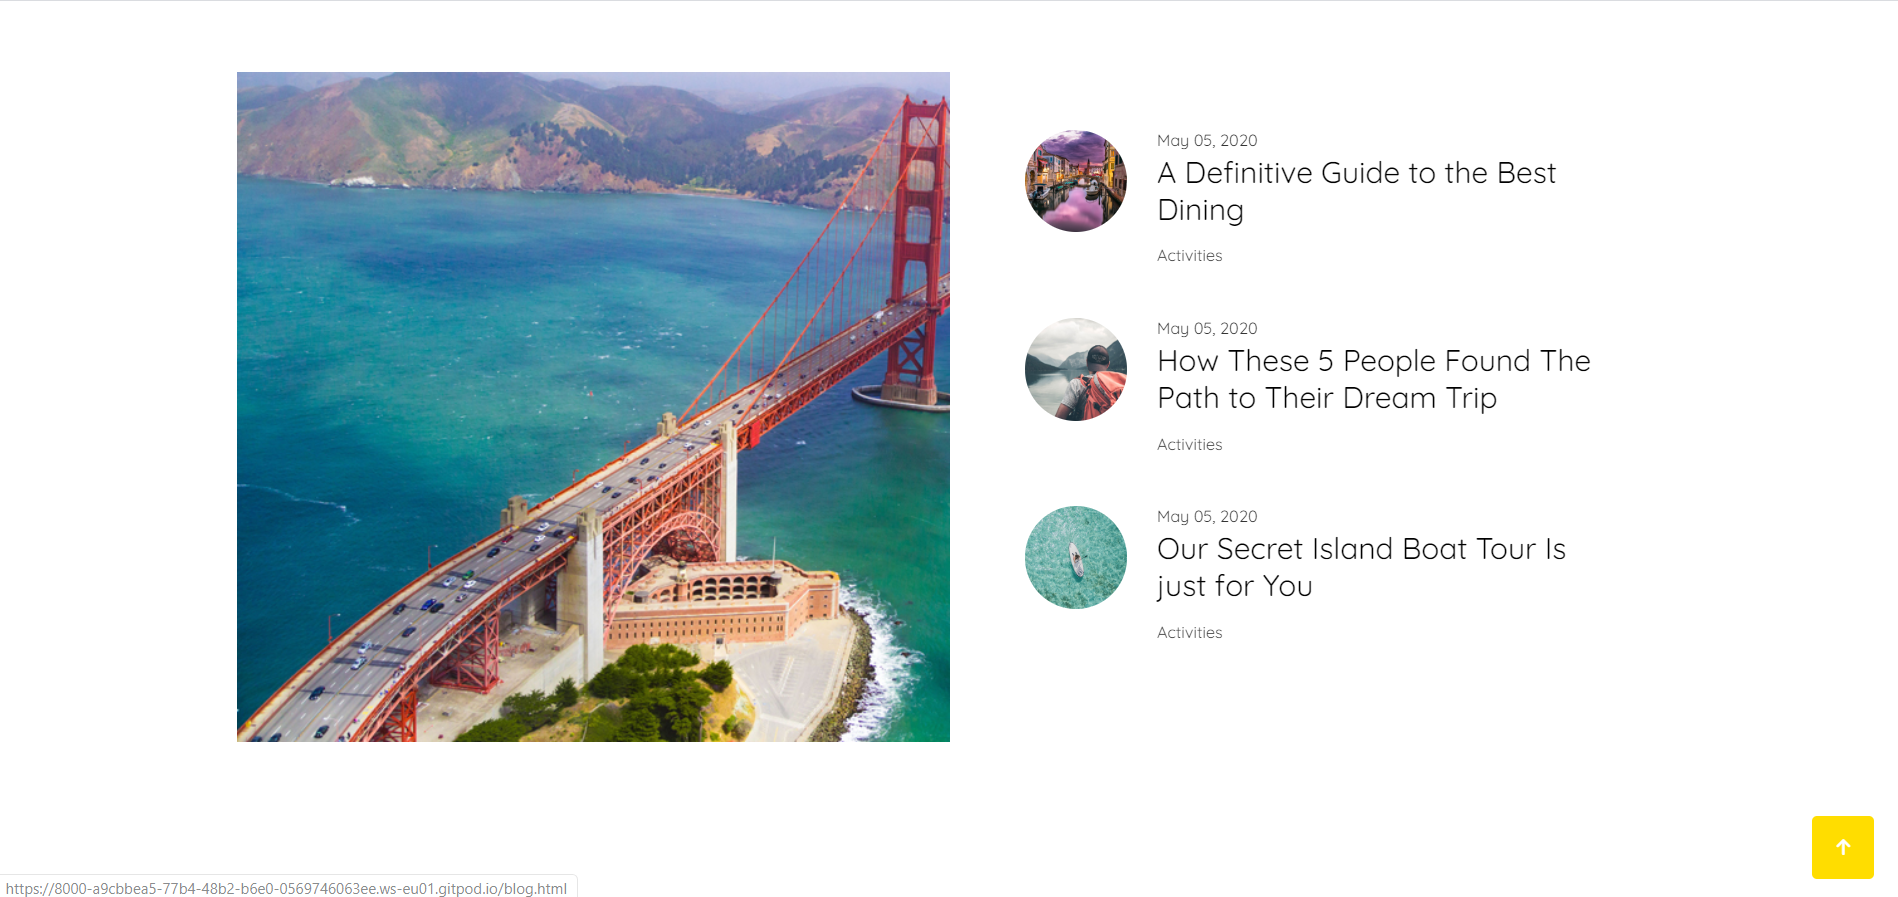 May 05, 2020
A Definitive Guide to the Best
Dining
Activities
May 05, 2020
How These 5 People Found The
Path to Their Dream Trip
Activities
May 05, 2020
Our Secret Island Boat Tour Is
just for You
Activities
https://8000-a9cbbea5-77b4-48b2-b6e0-0569746063ee.ws-eu01.gitpod.io/blog.html